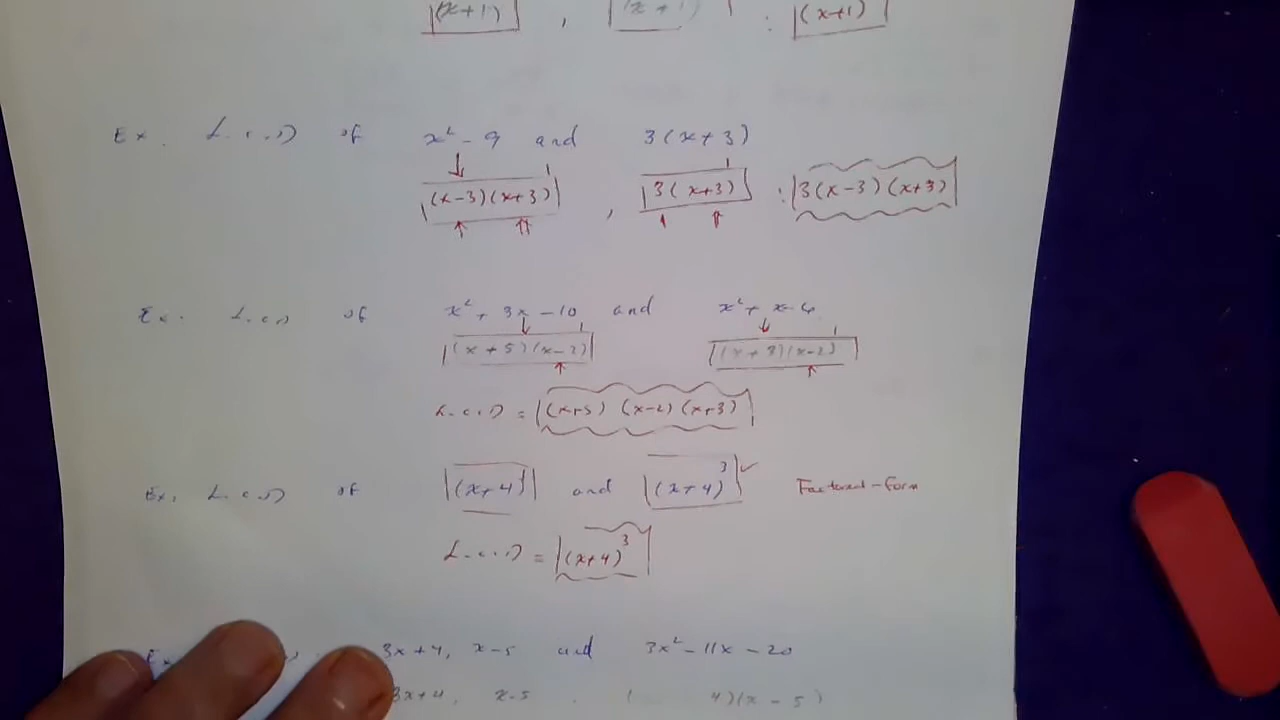 (x+1) , (x+1) : (x+1)
Ex. L.C.D of x² - 9 and 3(x+3)
(x-3)(x+3) , 3(x+3) : 3(x-3)(x+3)
Ex. L.C.D of x² + 3x - 10 and x² + x - 6
(x+5)(x-2) (x+3)(x-2)
L.C.D = (x+5) (x-2) (x+3)
Ex. L.C.D of (x+4) and (x+4)³ Factored-Form
L.C.D = (x+4)³
Ex 3x+4, x-5 and 3x² - 11x - 20
3x+4, x-5 . ( 4)(x-5)